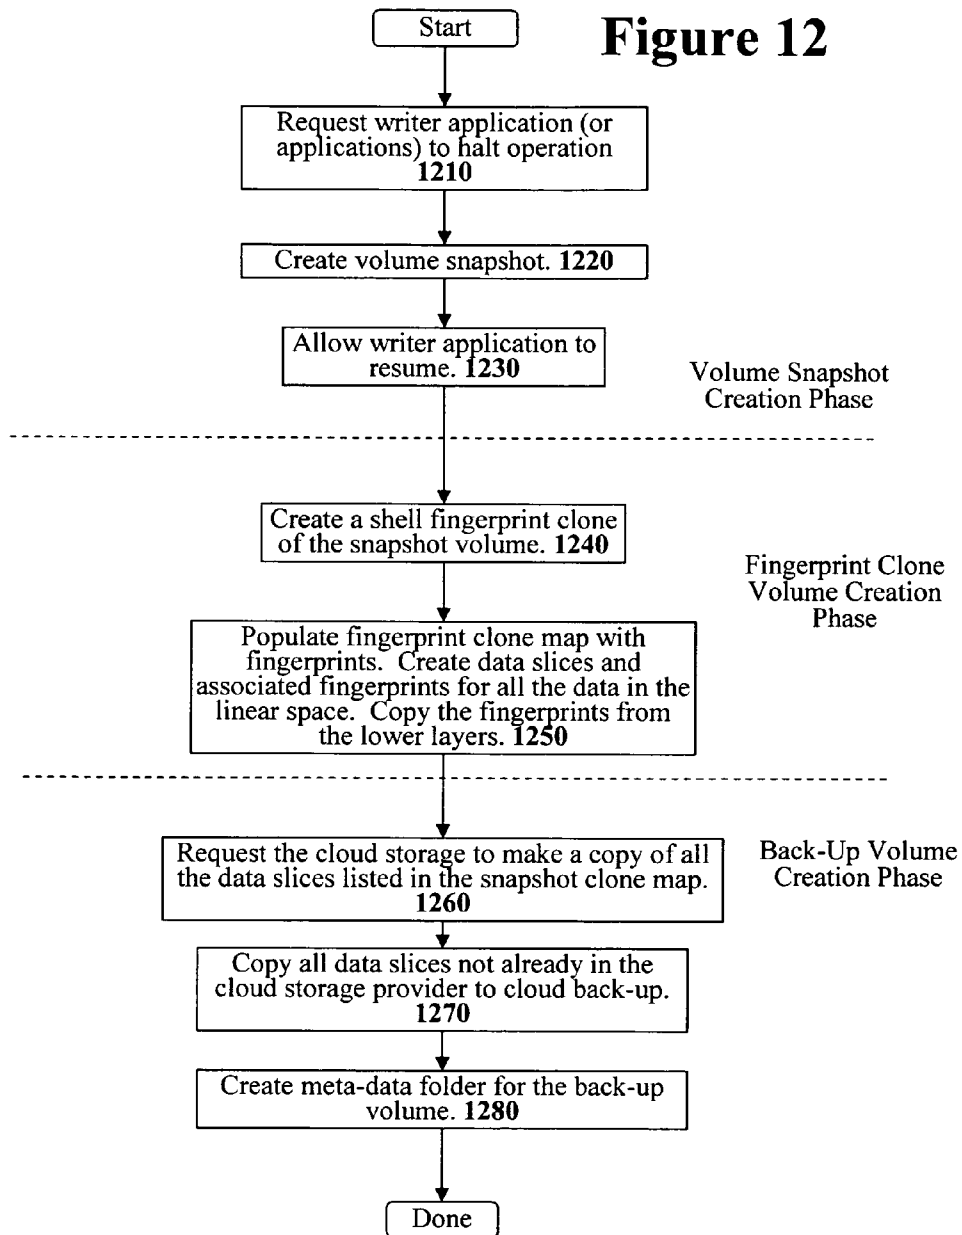 Start
Figure 12
Request writer application (or
applications) to halt operation
1210
Create volume snapshot. 1220
Allow writer application to
resume. 1230
Volume Snapshot
Creation Phase
Create a shell fingerprint clone
of the snapshot volume. 1240
Fingerprint Clone
Volume Creation
Phase
Populate fingerprint clone map with
fingerprints. Create data slices and
associated fingerprints for all the data in the
linear space. Copy the fingerprints from
the lower layers. 1250
Request the cloud storage to make a copy of all
the data slices listed in the snapshot clone map.
1260
Back-Up Volume
Creation Phase
Copy all data slices not already in the
cloud storage provider to cloud back-up.
1270
Create meta-data folder for the back-up
volume. 1280
Done